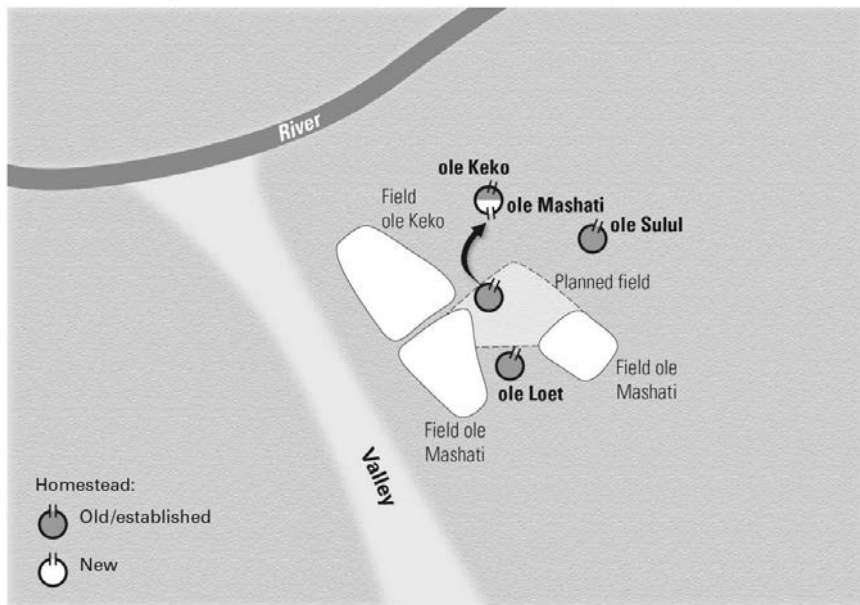 River
ole Keko
ole Mashati
ole Sulul
Field
ole Keko
Planned field
Field ole
Mashati
ole Loet
Field ole
Mashati
Valley
Homestead:
Old/established
New